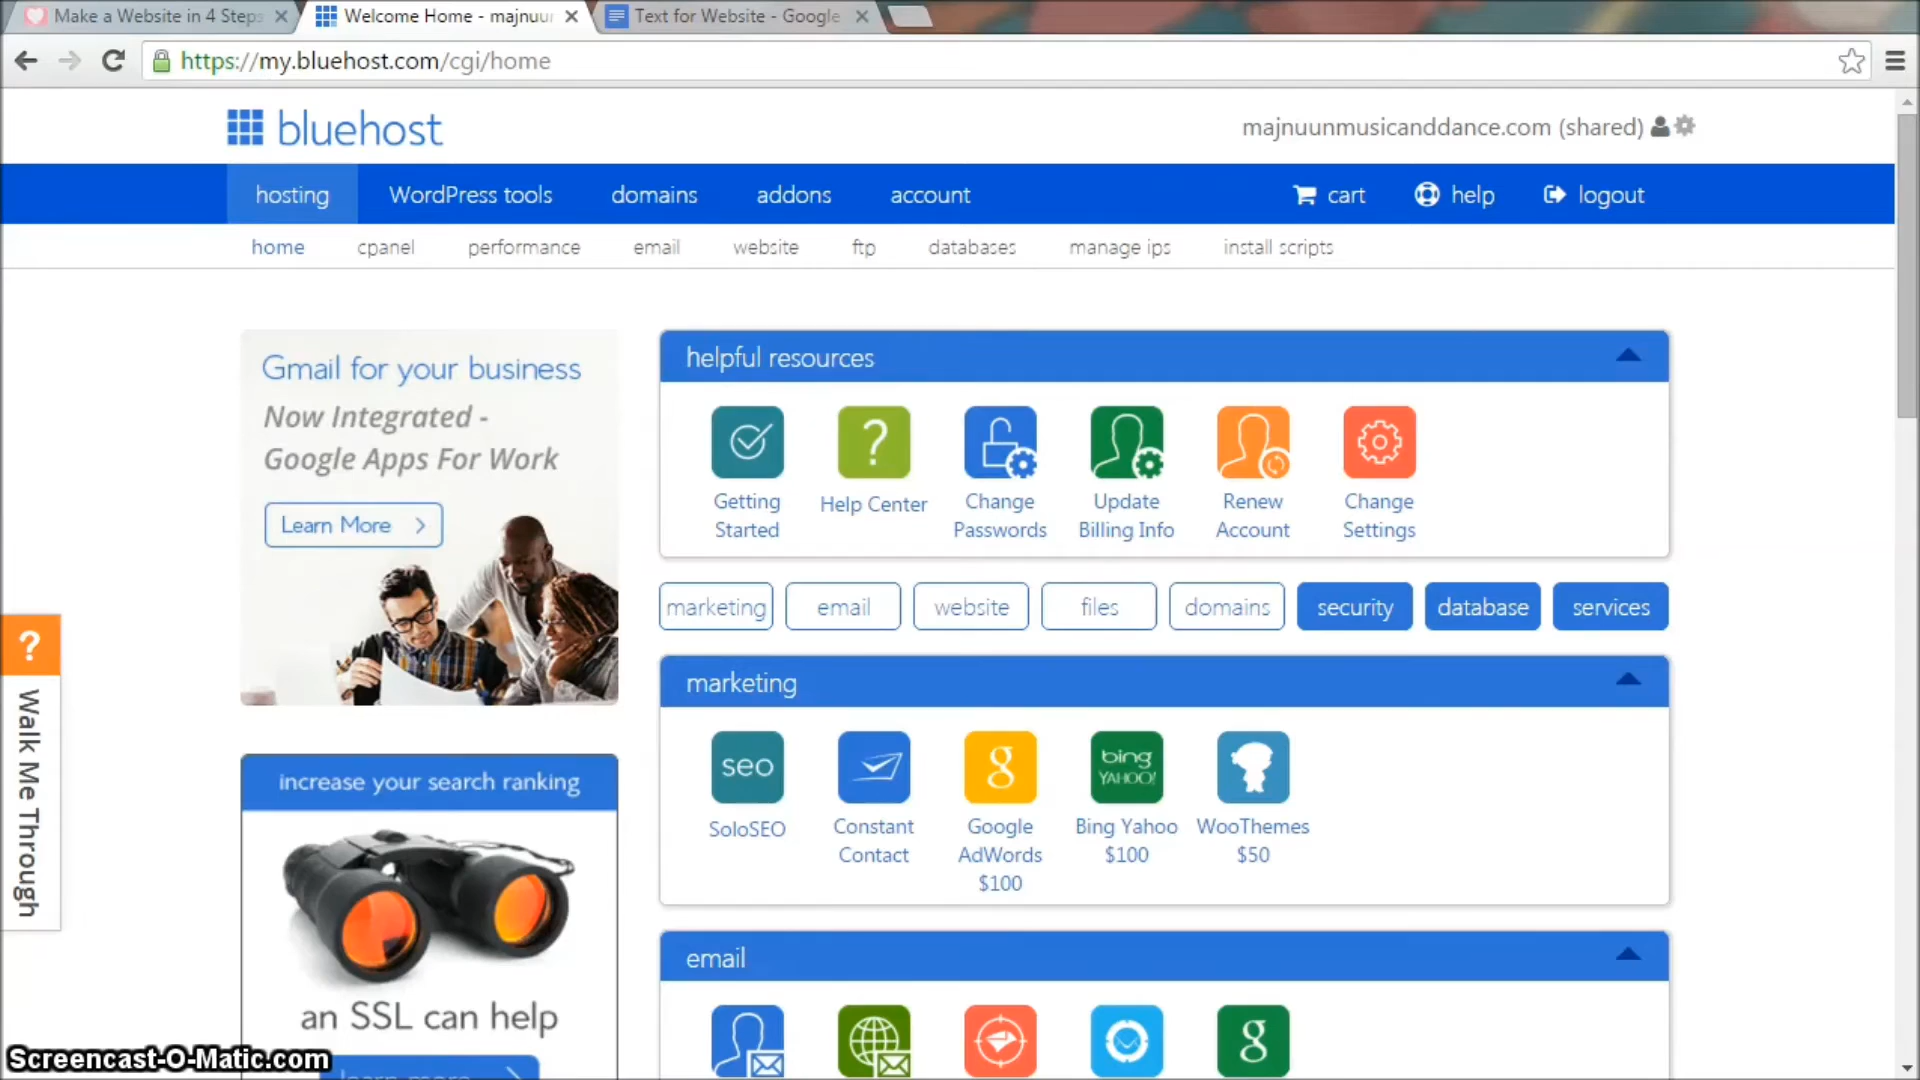 Make a Website in 4 Steps
Welcome Home - majnuun
Text for Website - Google
https://my.bluehost.com/cgi/home
bluehost
majnuunmusicanddance.com (shared)
hosting WordPress tools domains addons account cart help logout
home cpanel performance email website ftp databases manage ips install scripts
Gmail for your business
Now Integrated -
Google Apps For Work
Learn More
helpful resources
Getting Started
Help Center
Change Passwords
Update Billing Info
Renew Account
Change Settings
marketing email website files domains security database services
marketing
seo
SoloSEO
Constant Contact
g
Google AdWords $100
bing YAHOO!
Bing Yahoo $100
WooThemes $50
email
g
increase your search ranking
an SSL can help
learn more
? Walk Me Through
Screencast-O-Matic.com